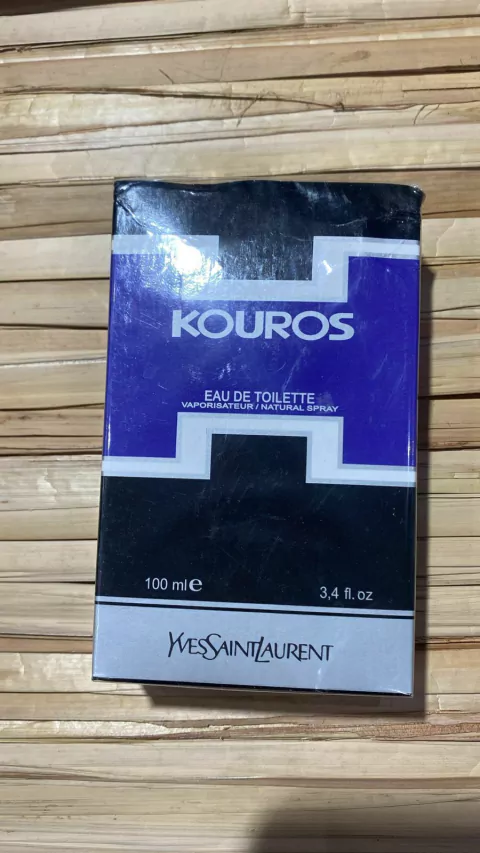 KOUROS
EAU DE TOILETTE
VAPORISATEUR / NATURAL SPRAY
100 ml e
3,4 fl. oz
YVESSAINTLAURENT